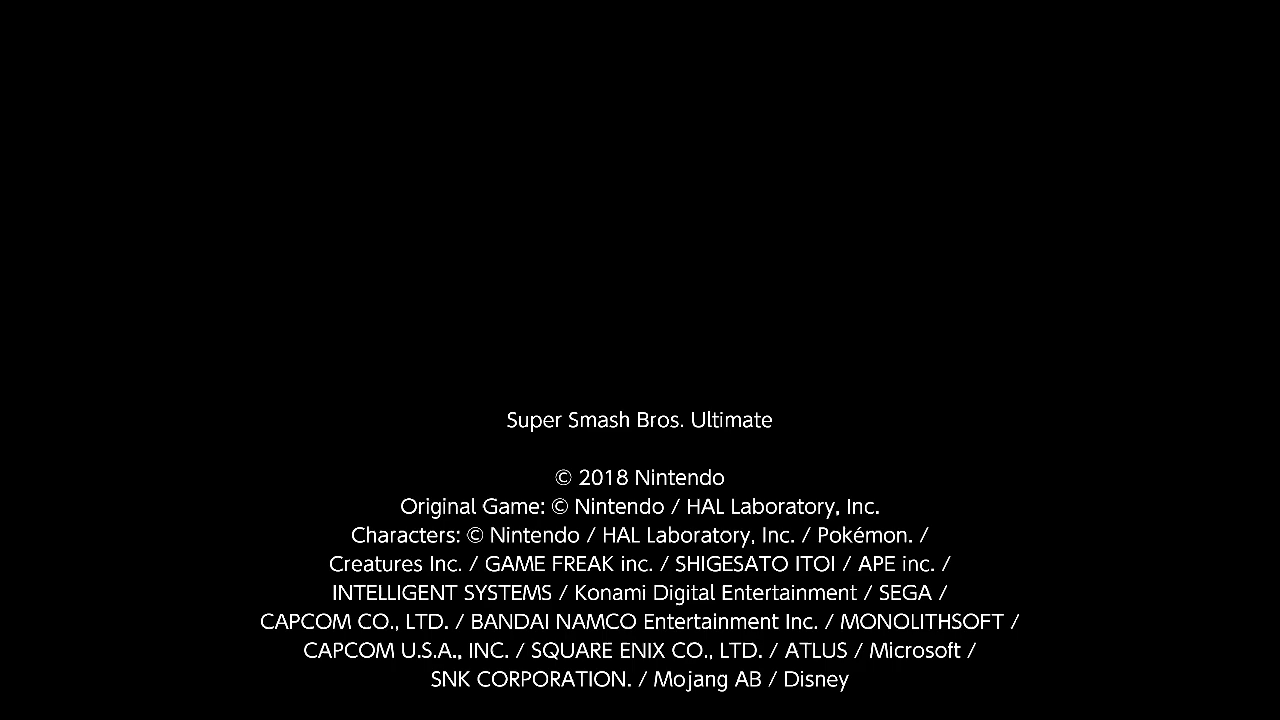 Super Smash Bros. Ultimate
© 2018 Nintendo
Original Game: © Nintendo / HAL Laboratory, Inc.
Characters: © Nintendo / HAL Laboratory, Inc. / Pokémon. /
Creatures Inc. / GAME FREAK inc. / SHIGESATO ITOI / APE inc. /
INTELLIGENT SYSTEMS / Konami Digital Entertainment / SEGA /
CAPCOM CO., LTD. / BANDAI NAMCO Entertainment Inc. / MONOLITHSOFT /
CAPCOM U.S.A., INC. / SQUARE ENIX CO., LTD. / ATLUS / Microsoft /
SNK CORPORATION. / Mojang AB / Disney